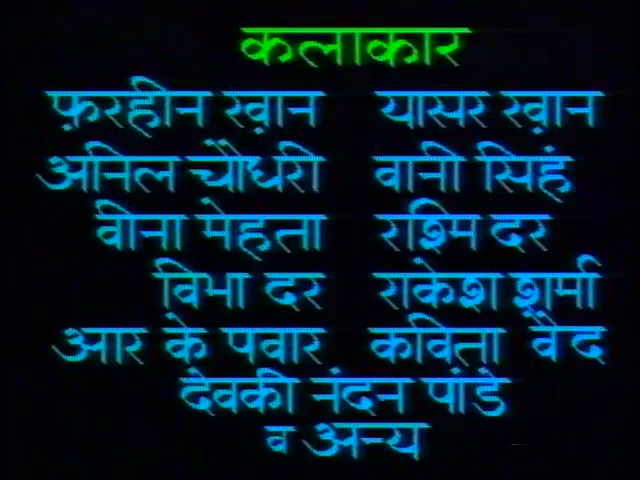 कलाकार
फ़रहीन ख़ान यासर ख़ान
अनिल चौधरी वानी सिंह
वीना मेहता रश्मि दर
विभा दर राकेश शर्मा
आर के पवार कविता वैद
देवकी नंदन पांडे
व अन्य